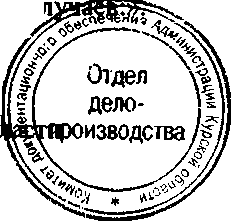 Комитет документационного обеспечения Администрации Курской области
Отдел
дело-
производства
*